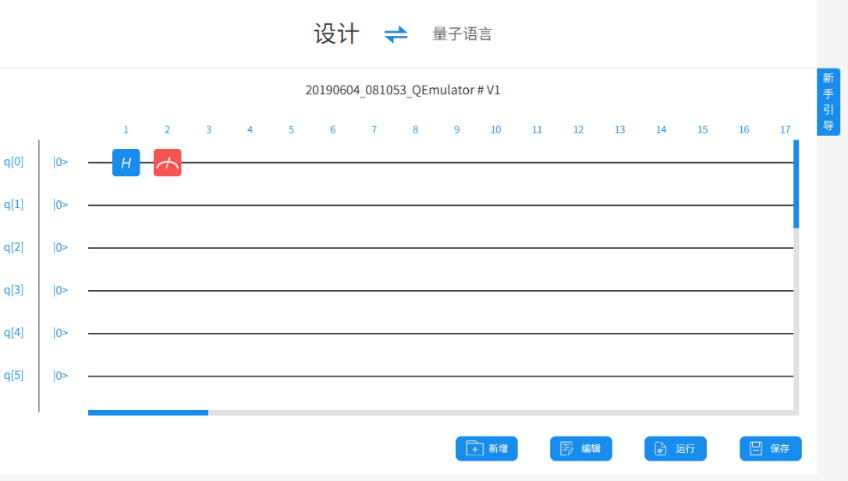 设计 量子语言
20190604_081053_QEmulator # V1
新手引导
1 2 3 4 5 6 7 8 9 10 11 12 13 14 15 16 17
q[0] |0> H
q[1] |0>
q[2] |0>
q[3] |0>
q[4] |0>
q[5] |0>
新增 编辑 运行 保存